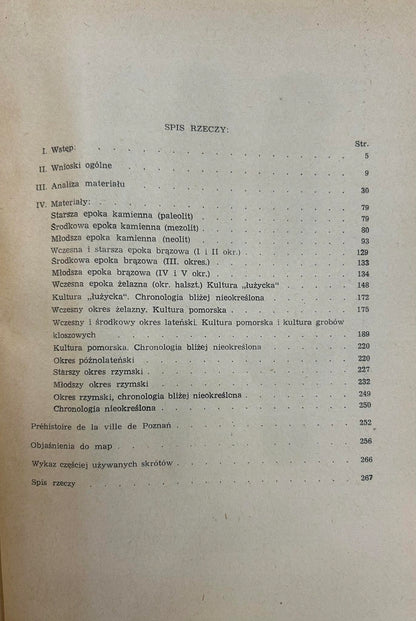 SPIS RZECZY:
Str.
I. Wstęp: 5
II. Wnioski ogólne 9
III. Analiza materiału 30
IV. Materiały: 79
Starsza epoka kamienna (paleolit) 79
Środkowa epoka kamienna (mezolit) 80
Młodsza epoka kamienna (neolit) 93
Wczesna i starsza epoka brązowa (I i II okr.) 129
Środkowa epoka brązowa (III. okres.) 133
Młodsza epoka brązowa (IV i V okr.) 134
Wczesna epoka żelazna (okr. halszt.) Kultura „łużycka“ 148
Kultura „łużycka“. Chronologia bliżej nieokreślona 172
Wczesny okres żelazny. Kultura pomorska 175
Wczesny i środkowy okres lateński. Kultura pomorska i kultura grobów
kloszowych 189
Kultura pomorska. Chronologia bliżej nieokreślona 220
Okres późnolateński 220
Starszy okres rzymski 227
Młodszy okres rzymski 232
Okres rzymski, chronologia bliżej nieokreślona 249
Chronologia nieokreślona 250
Préhistoire de la ville de Poznań 252
Objaśnienia do map 256
Wykaz częściej używanych skrótów 266
Spis rzeczy 267